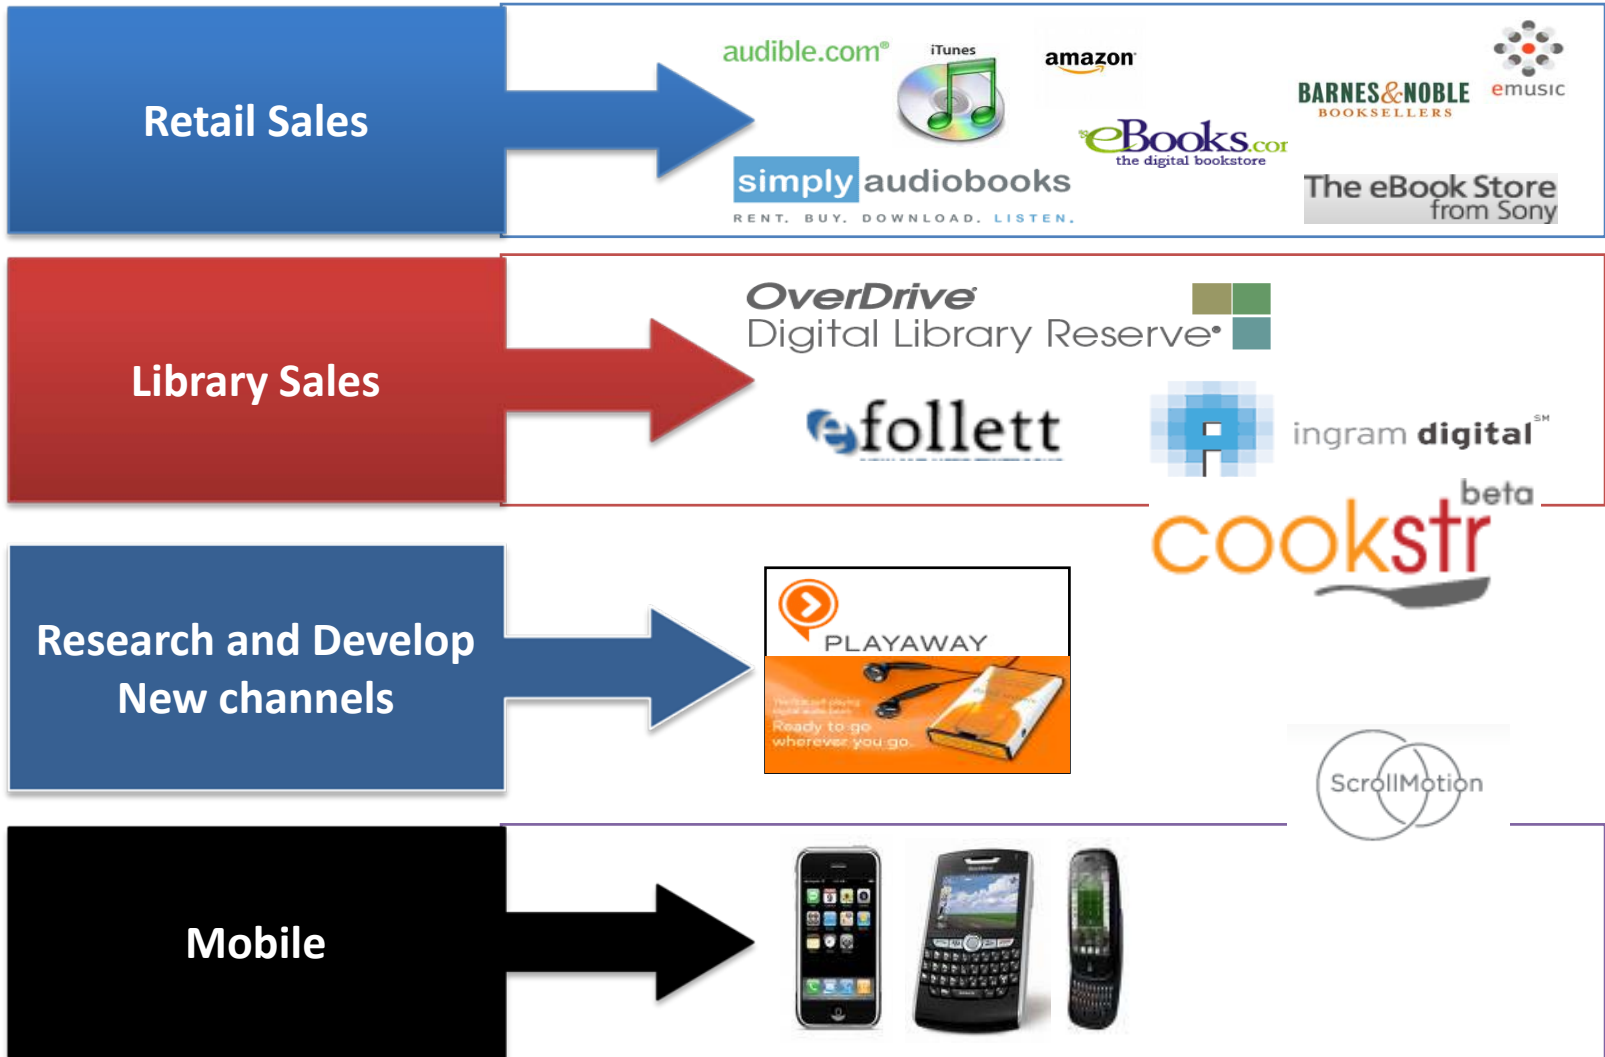 Retail Sales
audible.com®
iTunes
amazon
BARNES&NOBLE
BOOKSELLERS
emusic
eBooks.com
the digital bookstore
simply audiobooks
RENT. BUY. DOWNLOAD. LISTEN.
The eBook Store
from Sony
Library Sales
OverDrive
Digital Library Reserve®
efollett
ingram digital℠
cookstr
beta
Research and Develop
New channels
PLAYAWAY
Ready to go
wherever you go.
ScrollMotion
Mobile